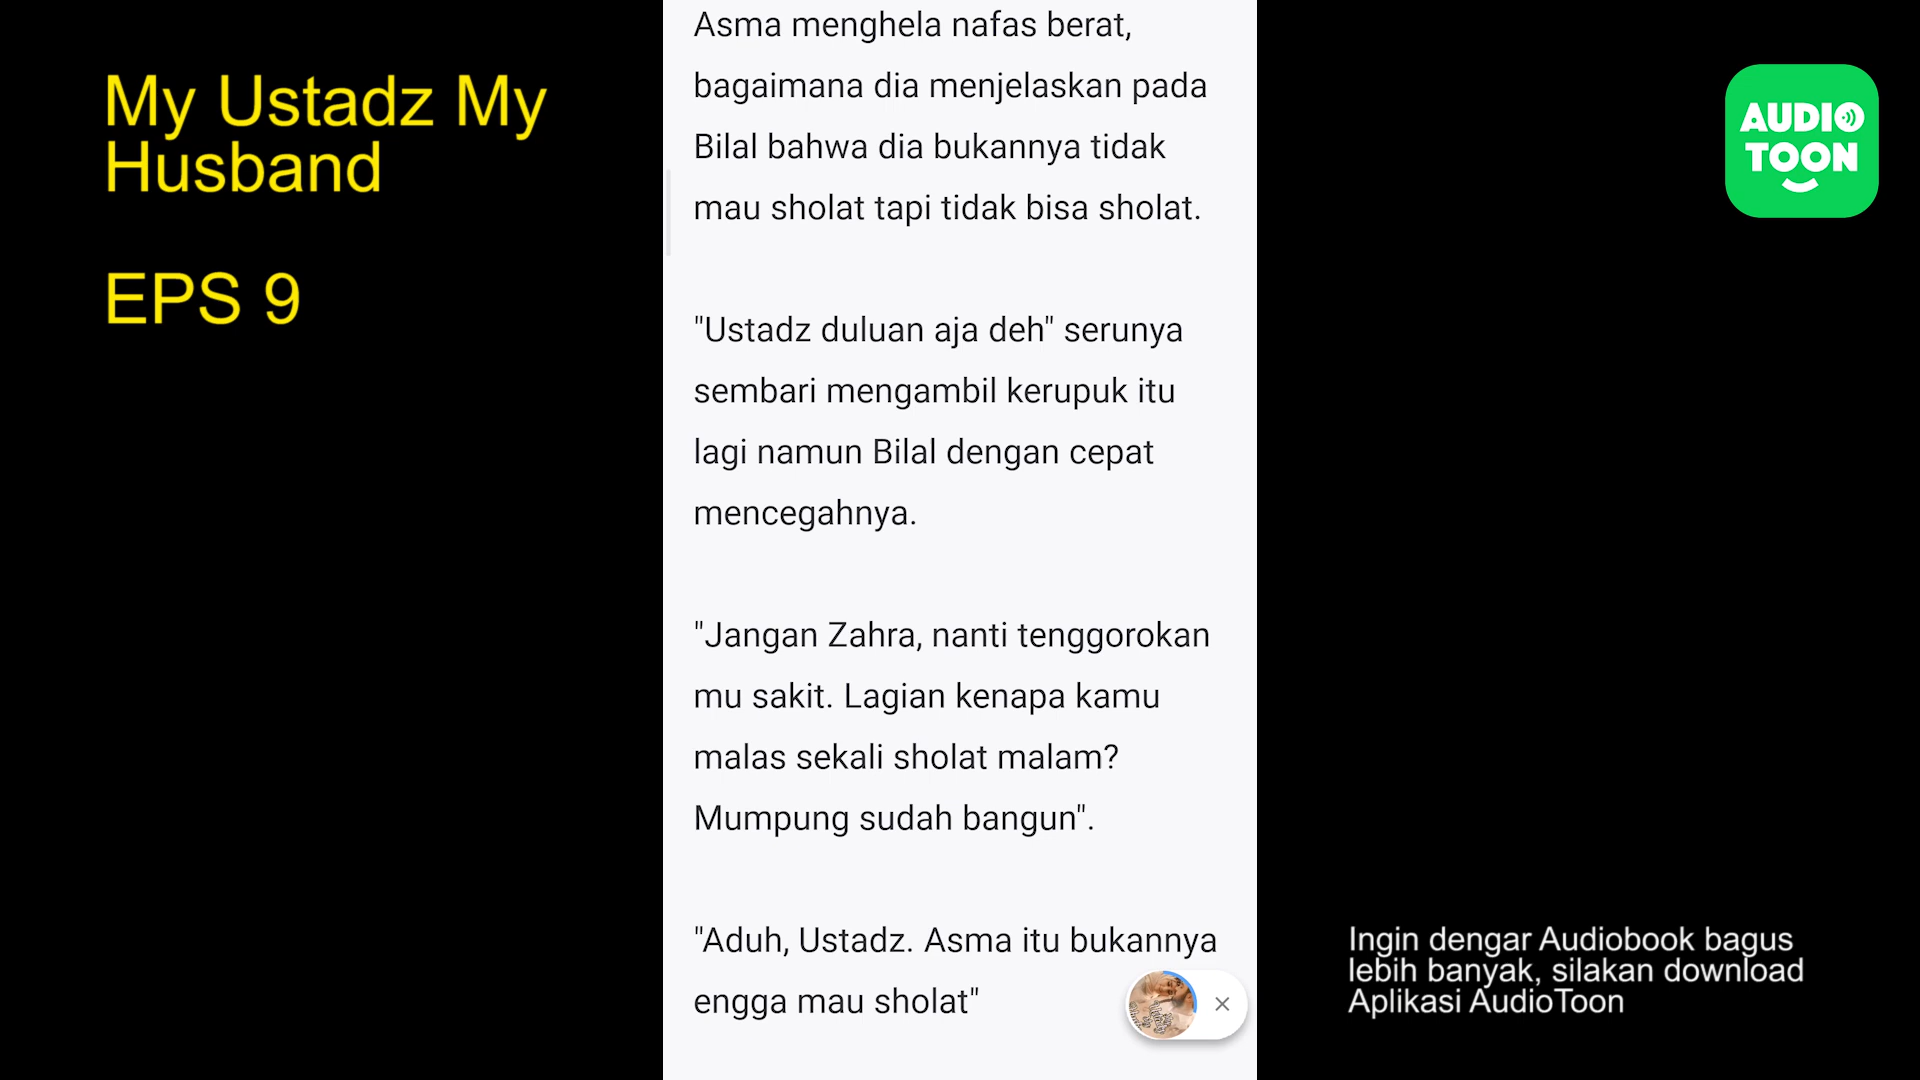 My Ustadz My
Husband
EPS 9
Asma menghela nafas berat,
bagaimana dia menjelaskan pada
Bilal bahwa dia bukannya tidak
mau sholat tapi tidak bisa sholat.
"Ustadz duluan aja deh" serunya
sembari mengambil kerupuk itu
lagi namun Bilal dengan cepat
mencegahnya.
"Jangan Zahra, nanti tenggorokan
mu sakit. Lagian kenapa kamu
malas sekali sholat malam?
Mumpung sudah bangun".
"Aduh, Ustadz. Asma itu bukannya
engga mau sholat"
AUDIO
TOON
Ingin dengar Audiobook bagus
lebih banyak, silakan download
Aplikasi AudioToon